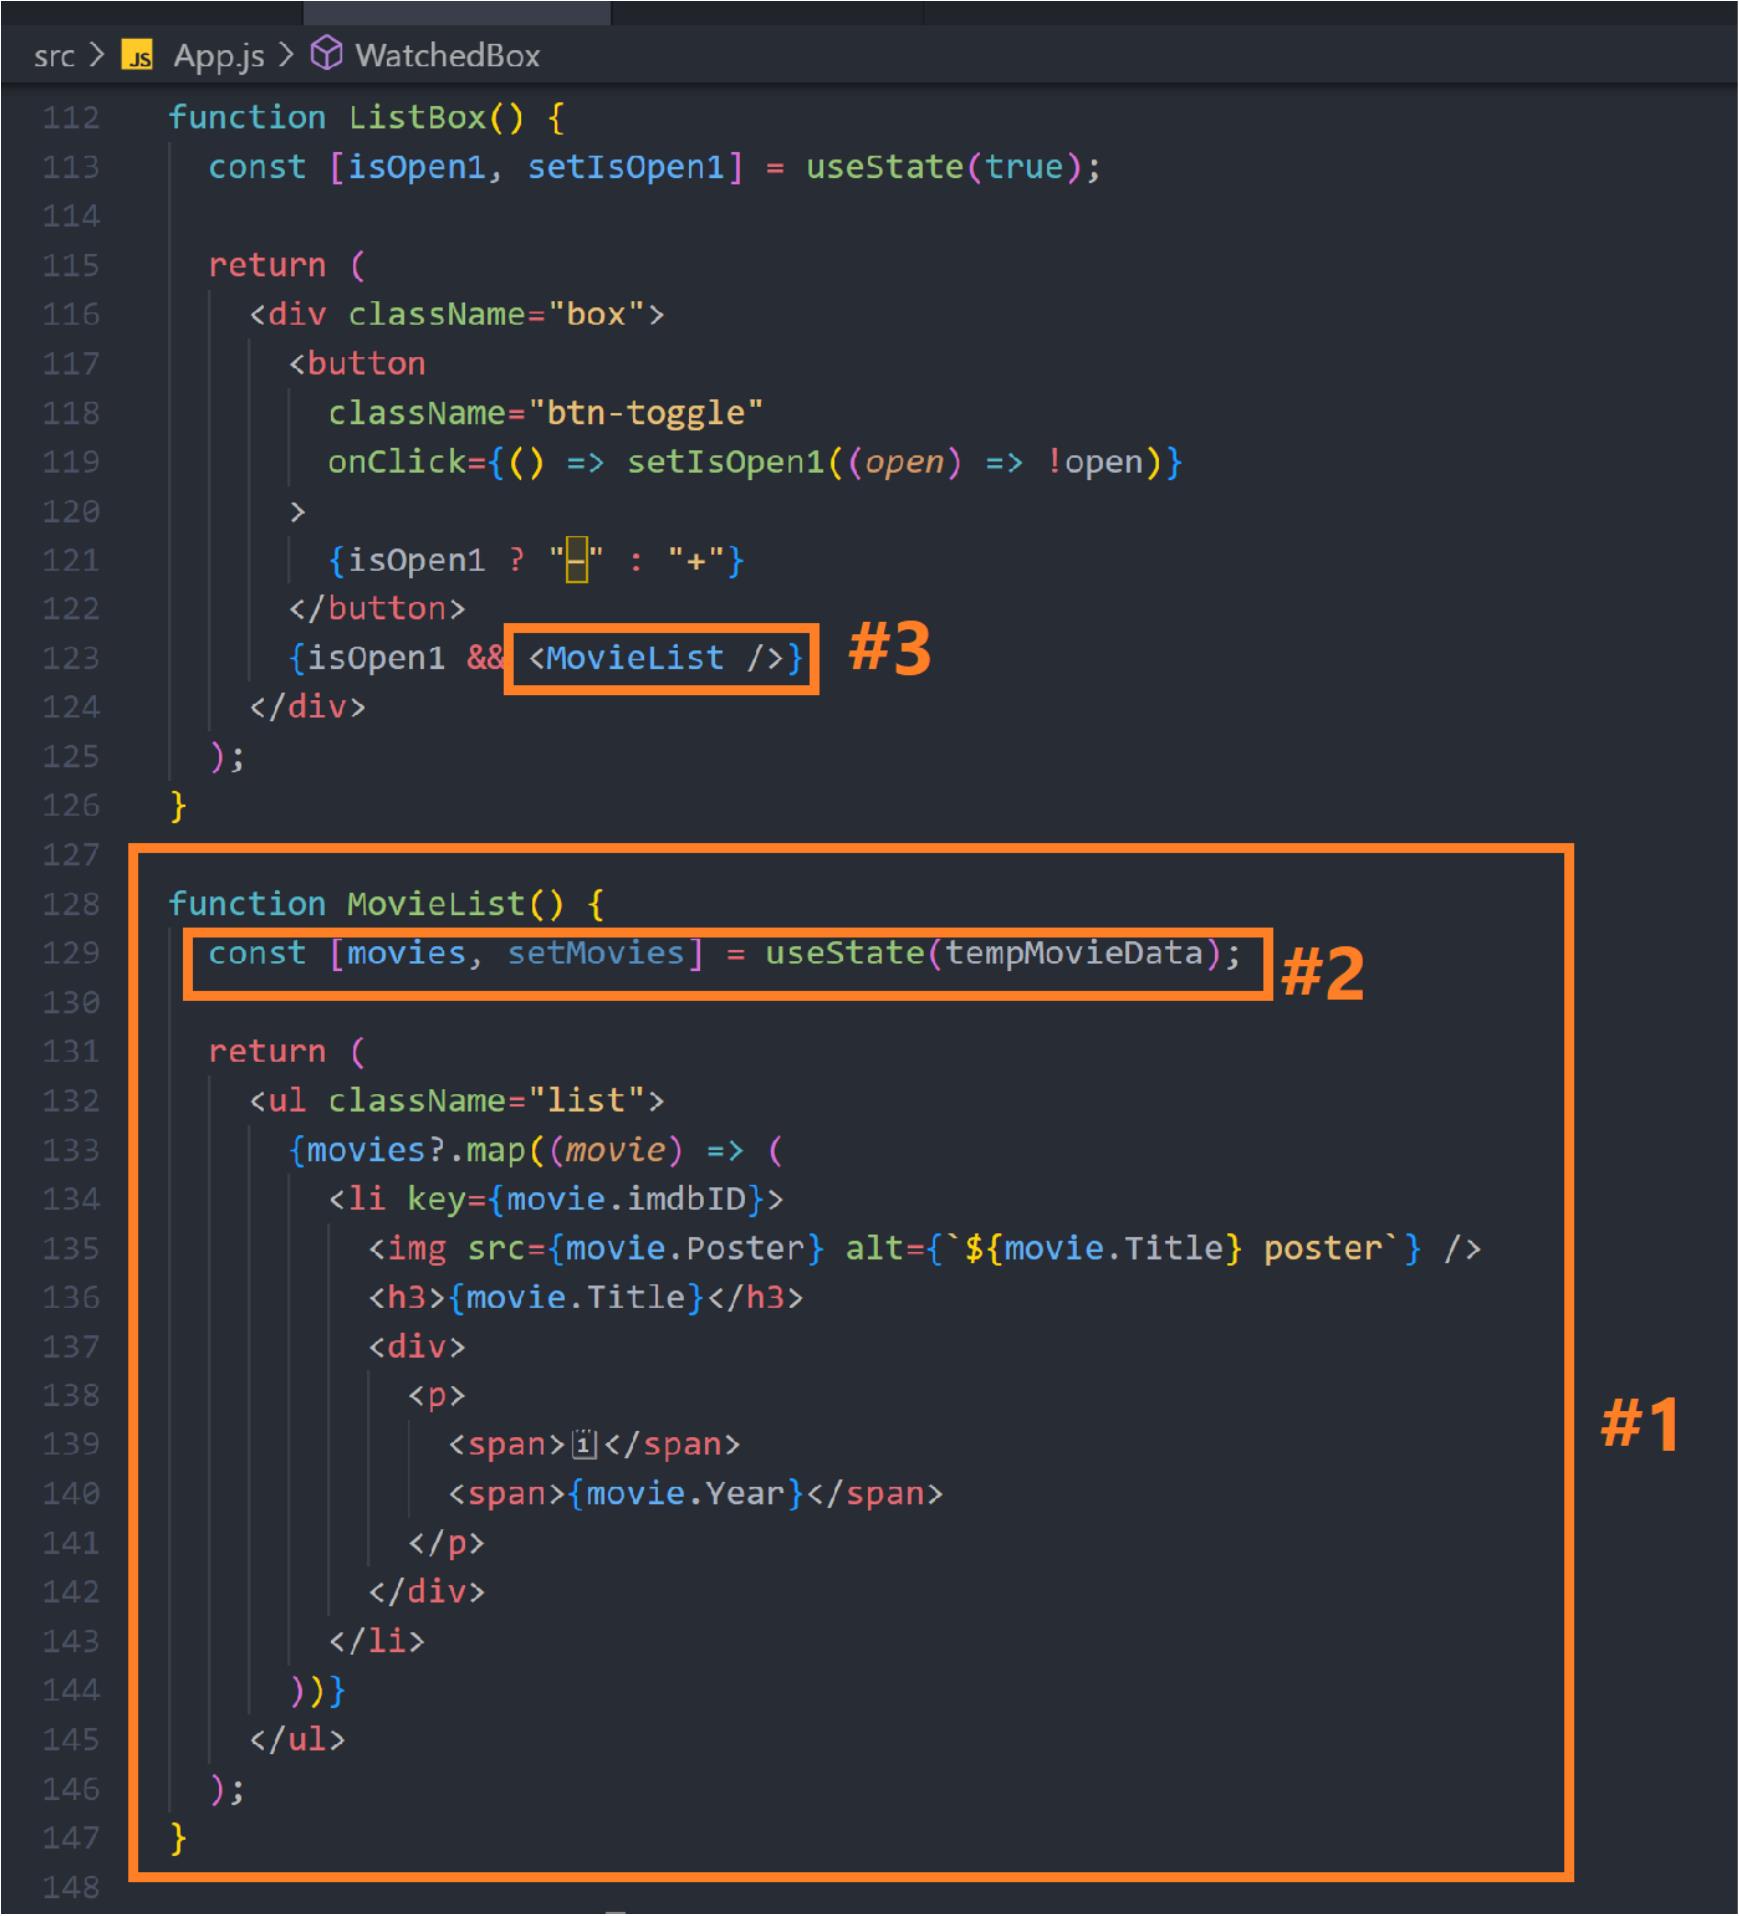 src > JS App.js > WatchedBox
112 function ListBox() {
113 const [isOpen1, setIsOpen1] = useState(true);
114
115 return (
116 <div className="box">
117 <button
118 className="btn-toggle"
119 onClick={() => setIsOpen1((open) => !open)}
120 >
121 {isOpen1 ? "–" : "+"}
122 </button>
123 {isOpen1 && <MovieList />} #3
124 </div>
125 );
126 }
127
128 function MovieList() {
129 const [movies, setMovies] = useState(tempMovieData); #2
130
131 return (
132 <ul className="list">
133 {movies?.map((movie) => (
134 <li key={movie.imdbID}>
135 <img src={movie.Poster} alt={`${movie.Title} poster`} />
136 <h3>{movie.Title}</h3>
137 <div>
138 <p>
#1
139 <span>🗓</span>
140 <span>{movie.Year}</span>
141 </p>
142 </div>
143 </li>
144 ))}
145 </ul>
146 );
147 }
148